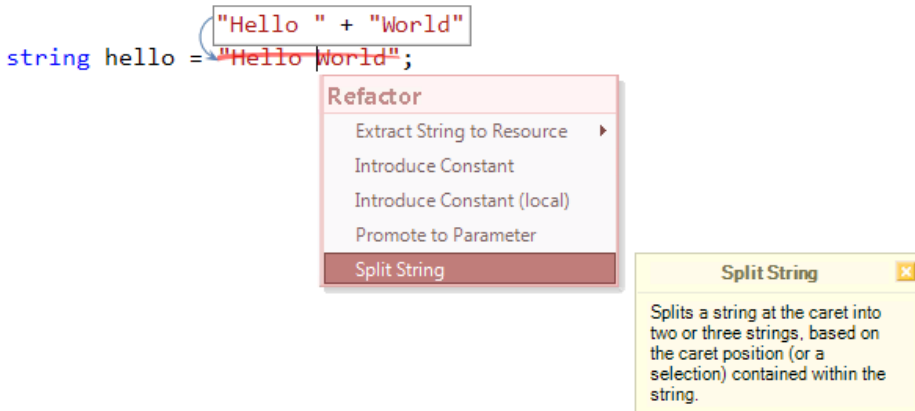 "Hello " + "World"
string hello = "Hello World";
Refactor
Extract String to Resource
Introduce Constant
Introduce Constant (local)
Promote to Parameter
Split String
Split String
Splits a string at the caret into
two or three strings, based on
the caret position (or a
selection) contained within the
string.